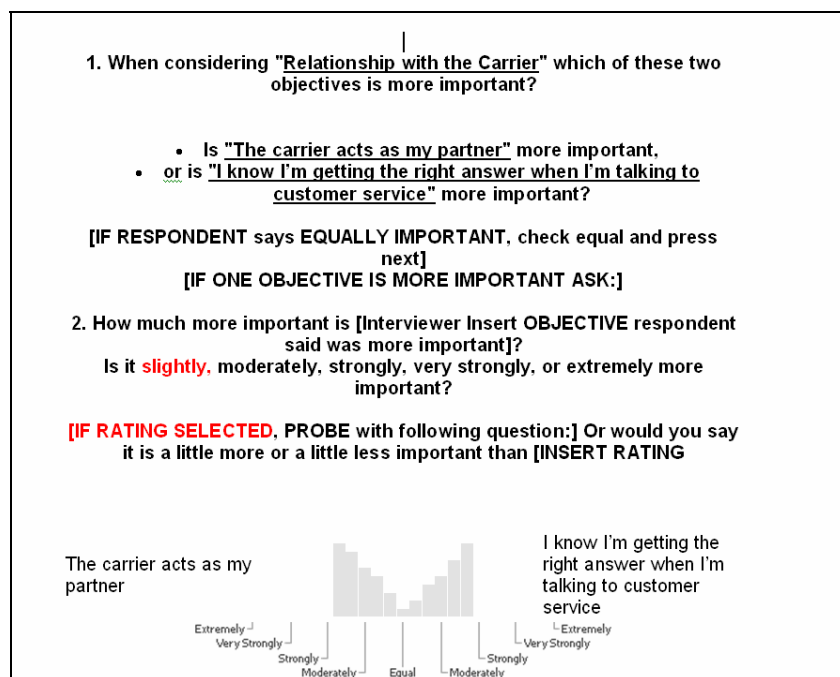 1. When considering "Relationship with the Carrier" which of these two
objectives is more important?
• Is "The carrier acts as my partner" more important,
• or is "I know I'm getting the right answer when I'm talking to
customer service" more important?
[IF RESPONDENT says EQUALLY IMPORTANT, check equal and press
next]
[IF ONE OBJECTIVE IS MORE IMPORTANT ASK:]
2. How much more important is [Interviewer Insert OBJECTIVE respondent
said was more important]?
Is it slightly, moderately, strongly, very strongly, or extremely more
important?
[IF RATING SELECTED, PROBE with following question:] Or would you say
it is a little more or a little less important than [INSERT RATING
The carrier acts as my
partner
I know I'm getting the
right answer when I'm
talking to customer
service
Extremely Extremely
Very Strongly Very Strongly
Strongly Strongly
Moderately Equal Moderately